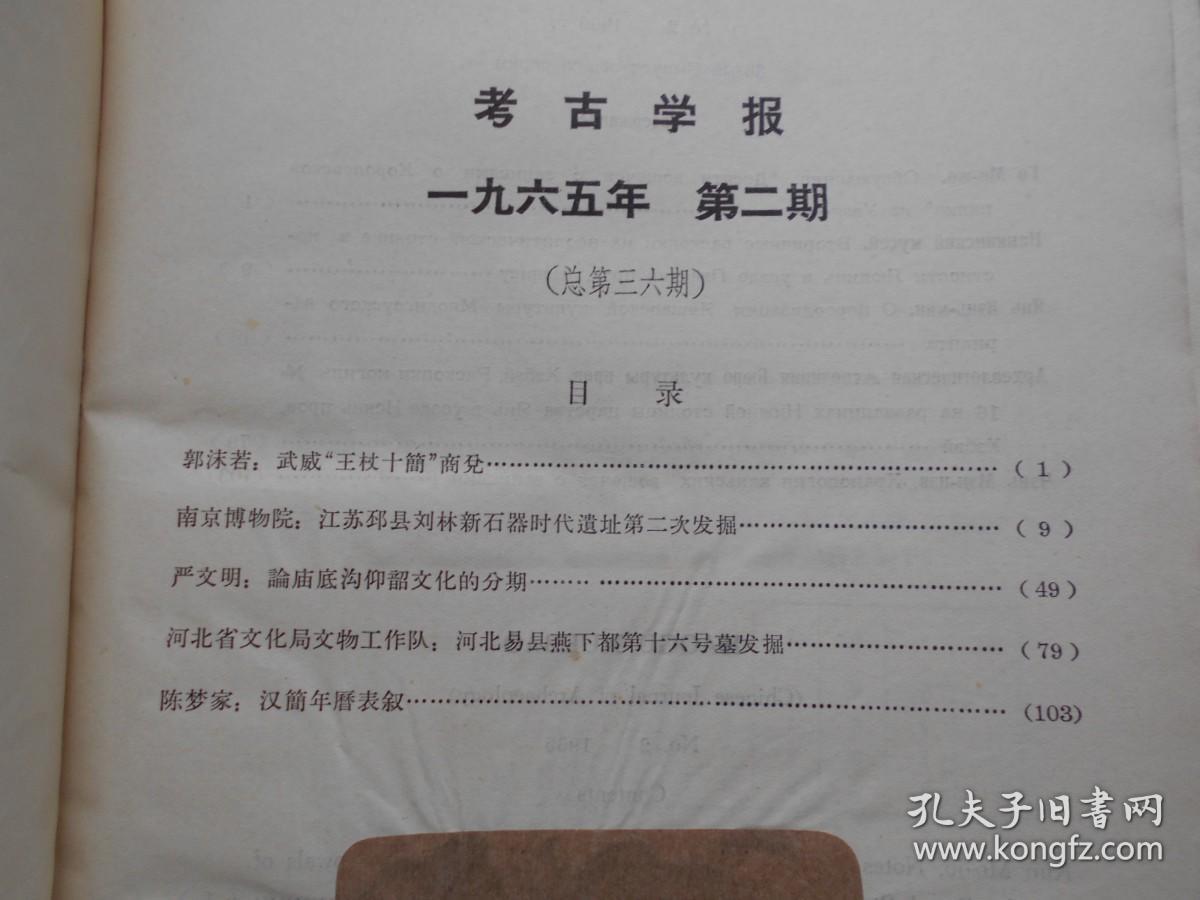 考古学报
一九六五年 第二期
(总第三六期)
目录
郭沫若：武威“王杖十簡”商兌……………………………………………………(1)
南京博物院：江苏邳县刘林新石器时代遺址第二次发掘……………………………(9)
严文明：論庙底沟仰韶文化的分期……………………………………………(49)
河北省文化局文物工作队：河北易县燕下都第十六号墓发掘………………………(79)
陈梦家：汉簡年曆表叙……………………………………………………………(103)
孔夫子旧書网
www.kongfz.com